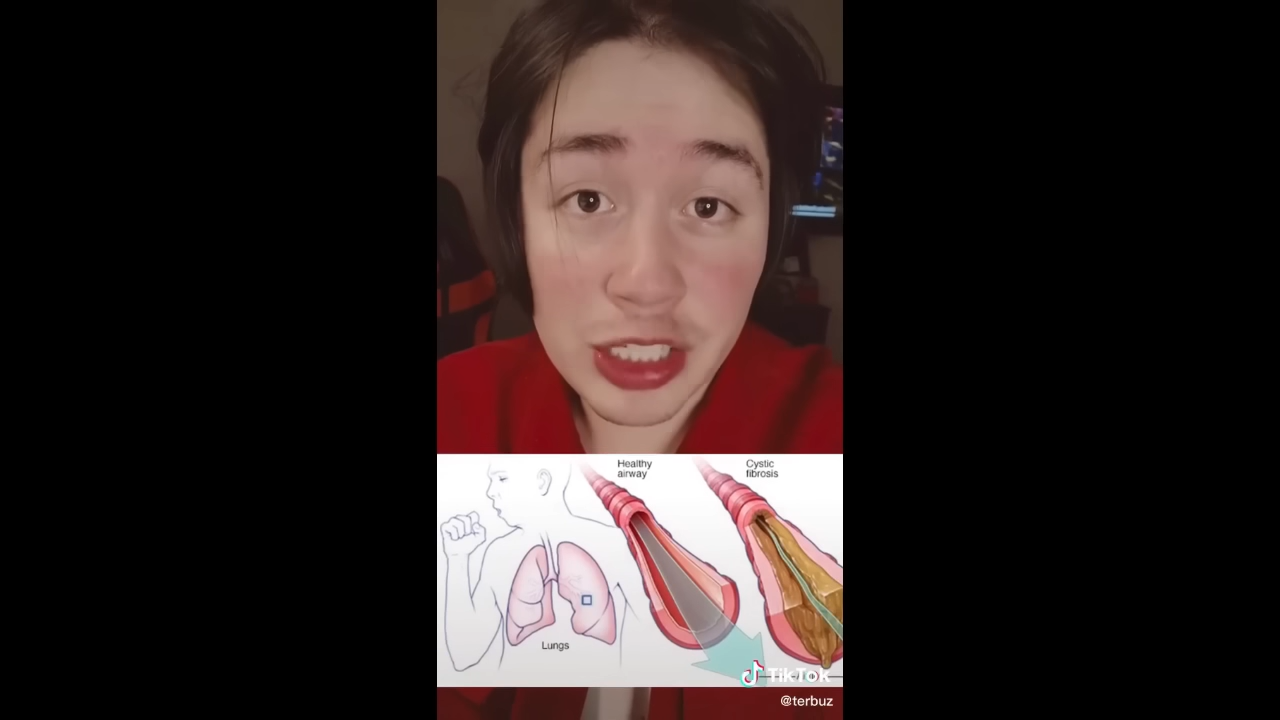 Healthy
airway
Cystic
fibrosis
Lungs
TikTok
@terbuz